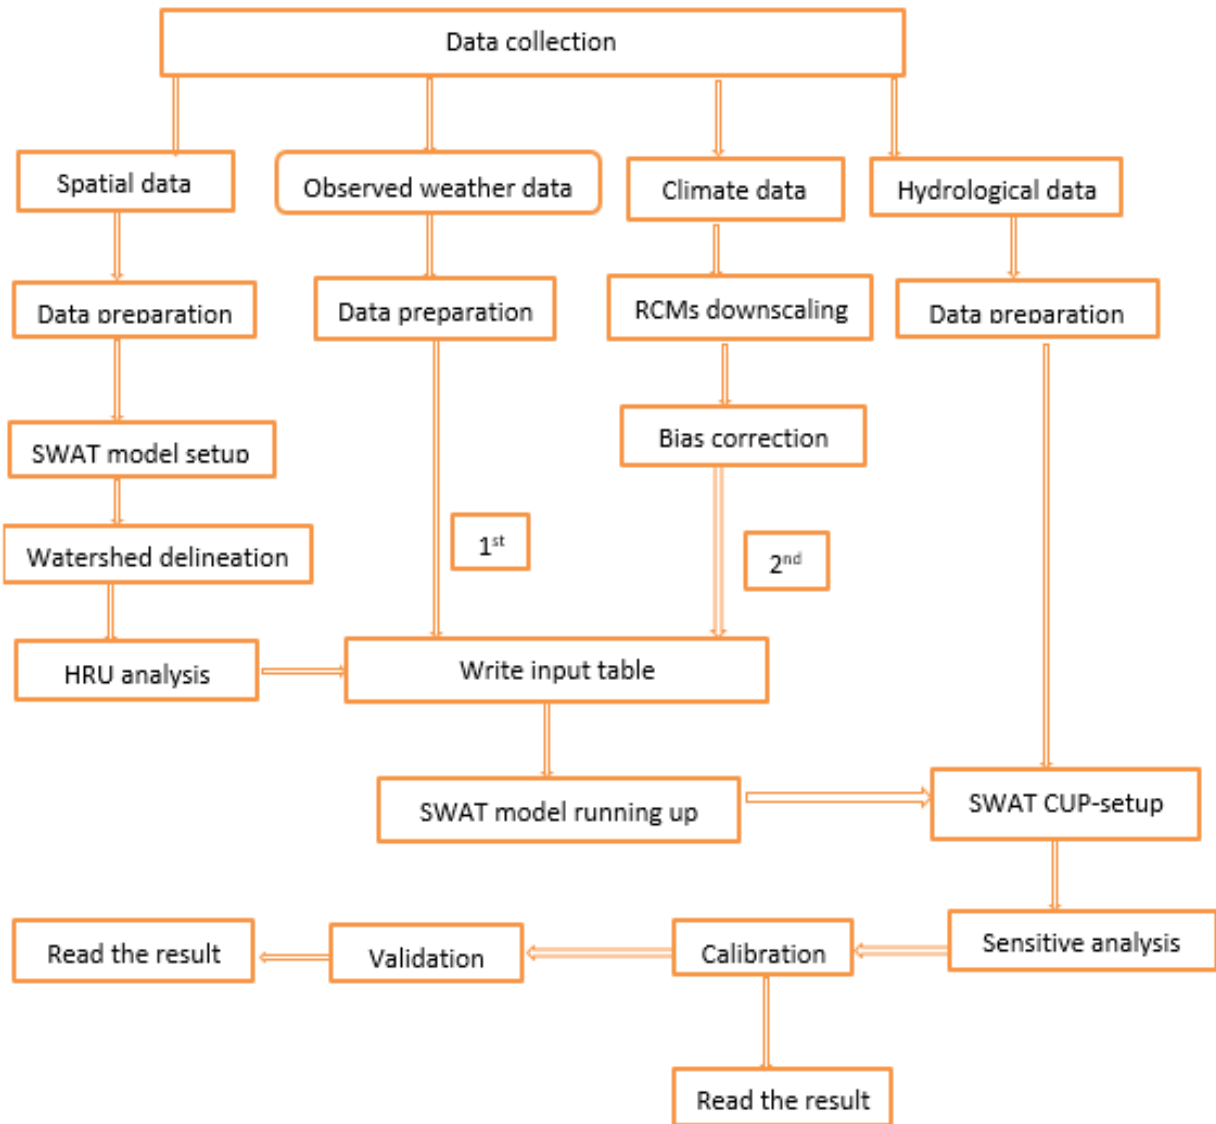 Data collection
Spatial data
Observed weather data
Climate data
Hydrological data
Data preparation
Data preparation
RCMs downscaling
Data preparation
SWAT model setup
Bias correction
Watershed delineation
1st
2nd
HRU analysis
Write input table
SWAT model running up
SWAT CUP-setup
Read the result
Validation
Calibration
Sensitive analysis
Read the result